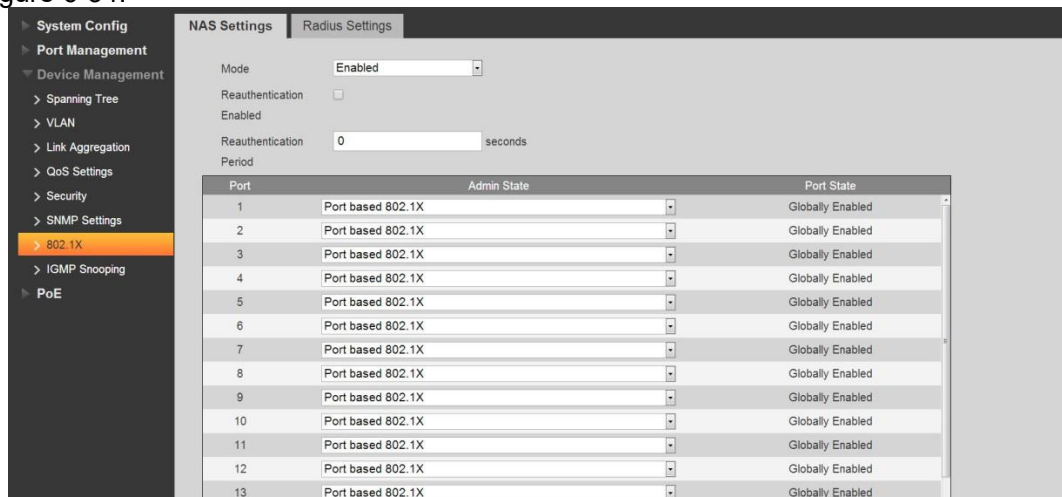 System Config
Port Management
Device Management
> Spanning Tree
> VLAN
> Link Aggregation
> QoS Settings
> Security
> SNMP Settings
> 802.1X
> IGMP Snooping
PoE
NAS Settings Radius Settings
Mode Enabled
Reauthentication
Enabled
Reauthentication 0 seconds
Period
Port Admin State Port State
1 Port based 802.1X Globally Enabled
2 Port based 802.1X Globally Enabled
3 Port based 802.1X Globally Enabled
4 Port based 802.1X Globally Enabled
5 Port based 802.1X Globally Enabled
6 Port based 802.1X Globally Enabled
7 Port based 802.1X Globally Enabled
8 Port based 802.1X Globally Enabled
9 Port based 802.1X Globally Enabled
10 Port based 802.1X Globally Enabled
11 Port based 802.1X Globally Enabled
12 Port based 802.1X Globally Enabled
13 Port based 802.1X Globally Enabled